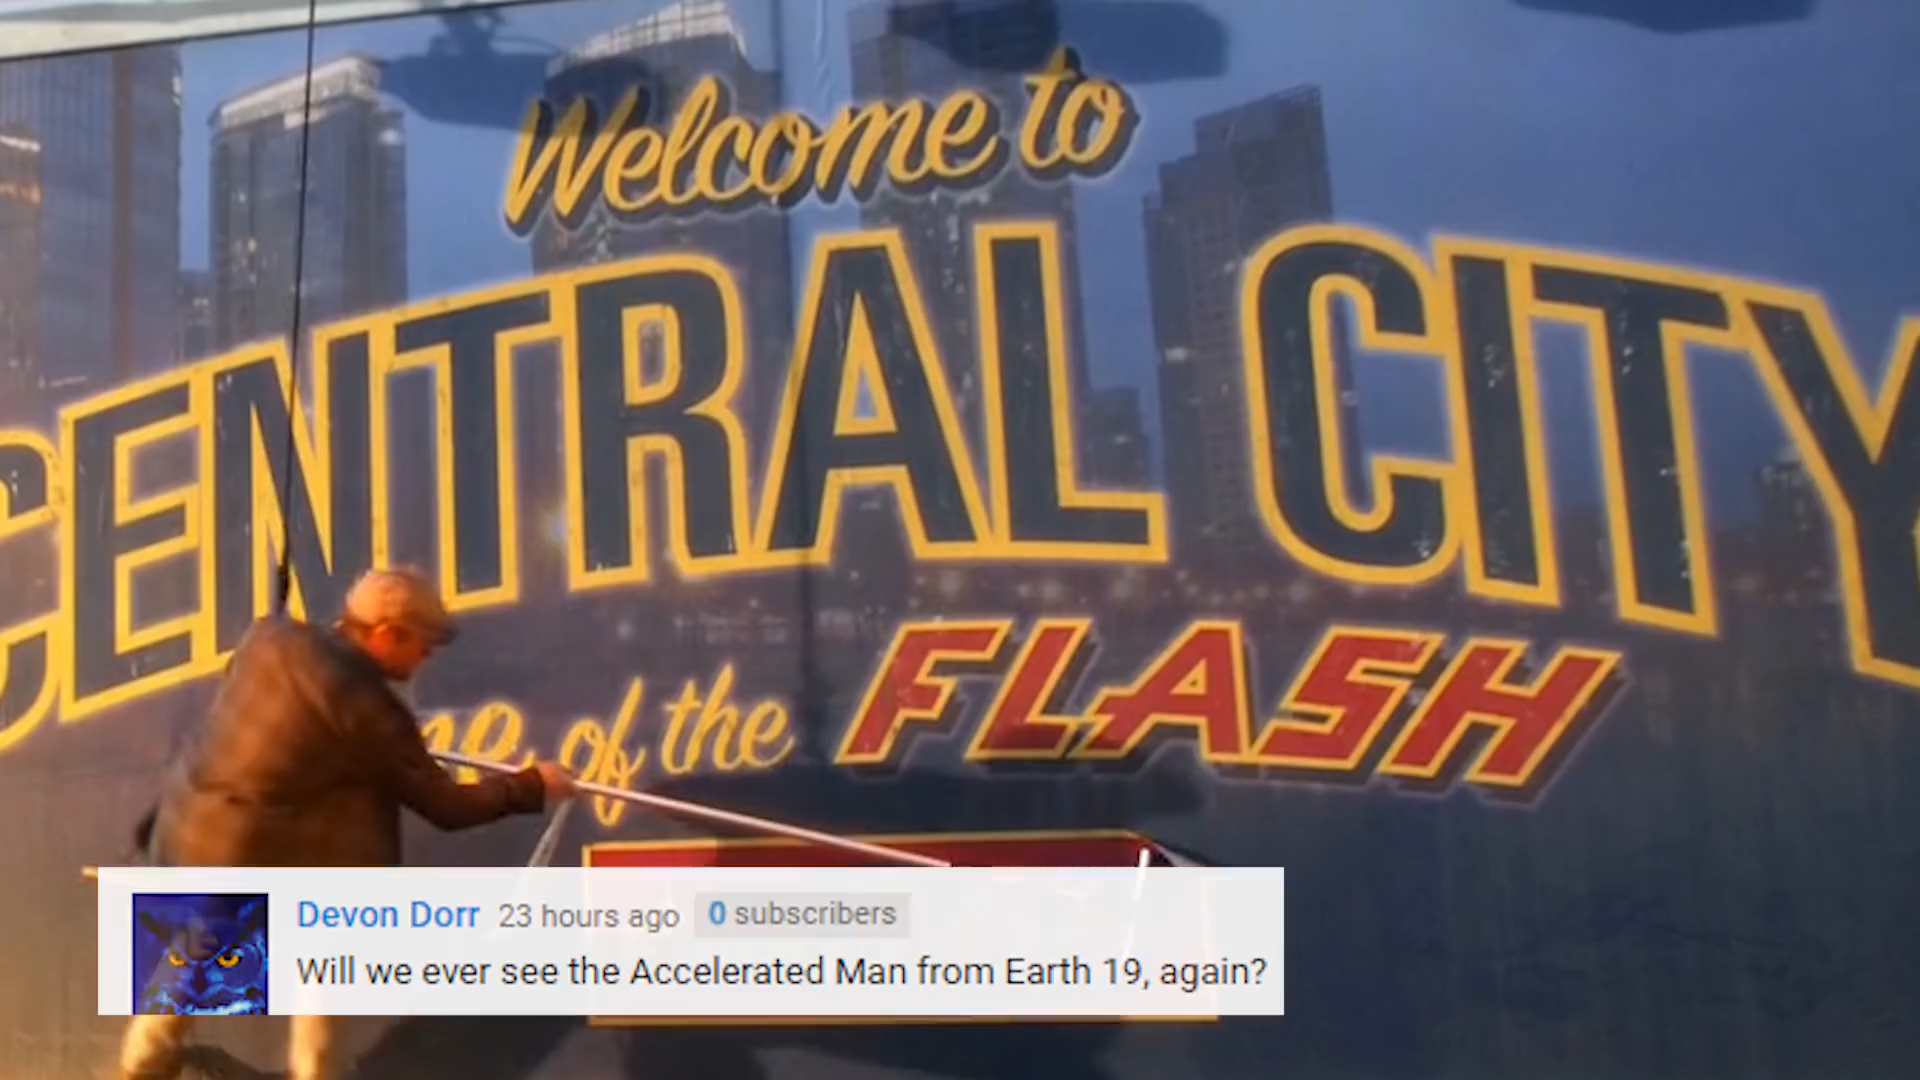 Welcome to
CENTRAL CITY
of the FLASH
Devon Dorr 23 hours ago 0 subscribers
Will we ever see the Accelerated Man from Earth 19, again?